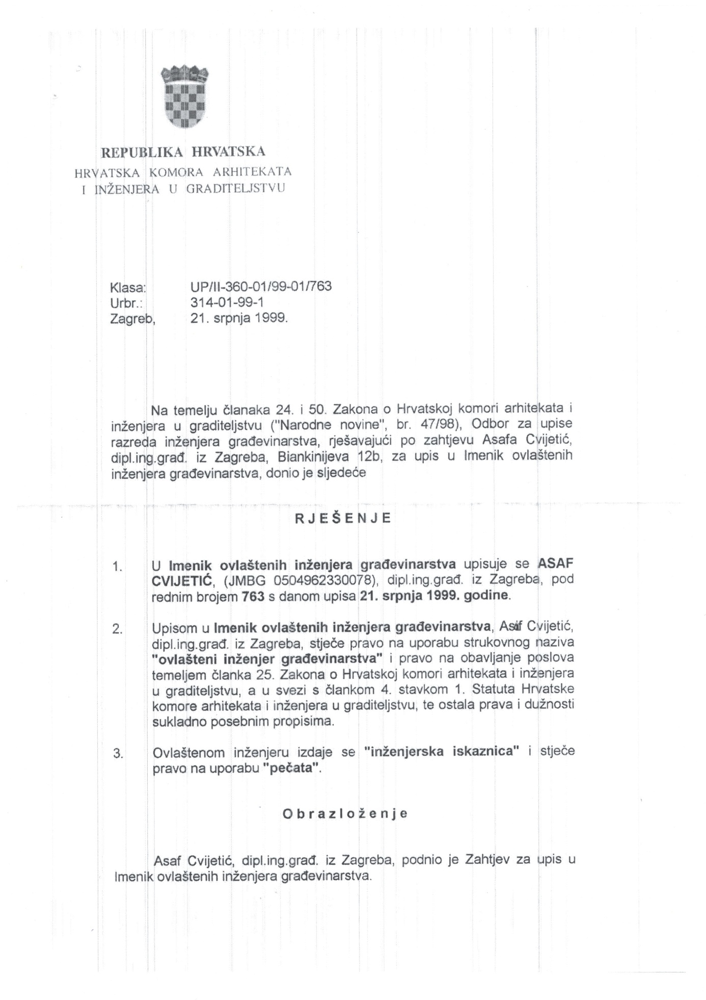 REPUBLIKA HRVATSKA
HRVATSKA KOMORA ARHITEKATA
I INŽENJERA U GRADITELJSTVU
Klasa: UP/II-360-01/99-01/763
Urbr.: 314-01-99-1
Zagreb, 21. srpnja 1999.
Na temelju članaka 24. i 50. Zakona o Hrvatskoj komori arhitekata i
inženjera u graditeljstvu ("Narodne novine", br. 47/98), Odbor za upise
razreda inženjera građevinarstva, rješavajući po zahtjevu Asafa Cvijetić,
dipl.ing.građ. iz Zagreba, Biankinijeva 12b, za upis u Imenik ovlaštenih
inženjera građevinarstva, donio je sljedeće
RJEŠENJE
1. U Imenik ovlaštenih inženjera građevinarstva upisuje se ASAF
CVIJETIĆ, (JMBG 0504962330078), dipl.ing.građ. iz Zagreba, pod
rednim brojem 763 s danom upisa 21. srpnja 1999. godine.
2. Upisom u Imenik ovlaštenih inženjera građevinarstva, Asaf Cvijetić,
dipl.ing.građ. iz Zagreba, stječe pravo na uporabu strukovnog naziva
"ovlašteni inženjer građevinarstva" i pravo na obavljanje poslova
temeljem članka 25. Zakona o Hrvatskoj komori arhitekata i inženjera
u graditeljstvu, a u svezi s člankom 4. stavkom 1. Statuta Hrvatske
komore arhitekata i inženjera u graditeljstvu, te ostala prava i dužnosti
sukladno posebnim propisima.
3. Ovlaštenom inženjeru izdaje se "inženjerska iskaznica" i stječe
pravo na uporabu "pečata".
Obrazloženje
Asaf Cvijetić, dipl.ing.građ. iz Zagreba, podnio je Zahtjev za upis u
Imenik ovlaštenih inženjera građevinarstva.